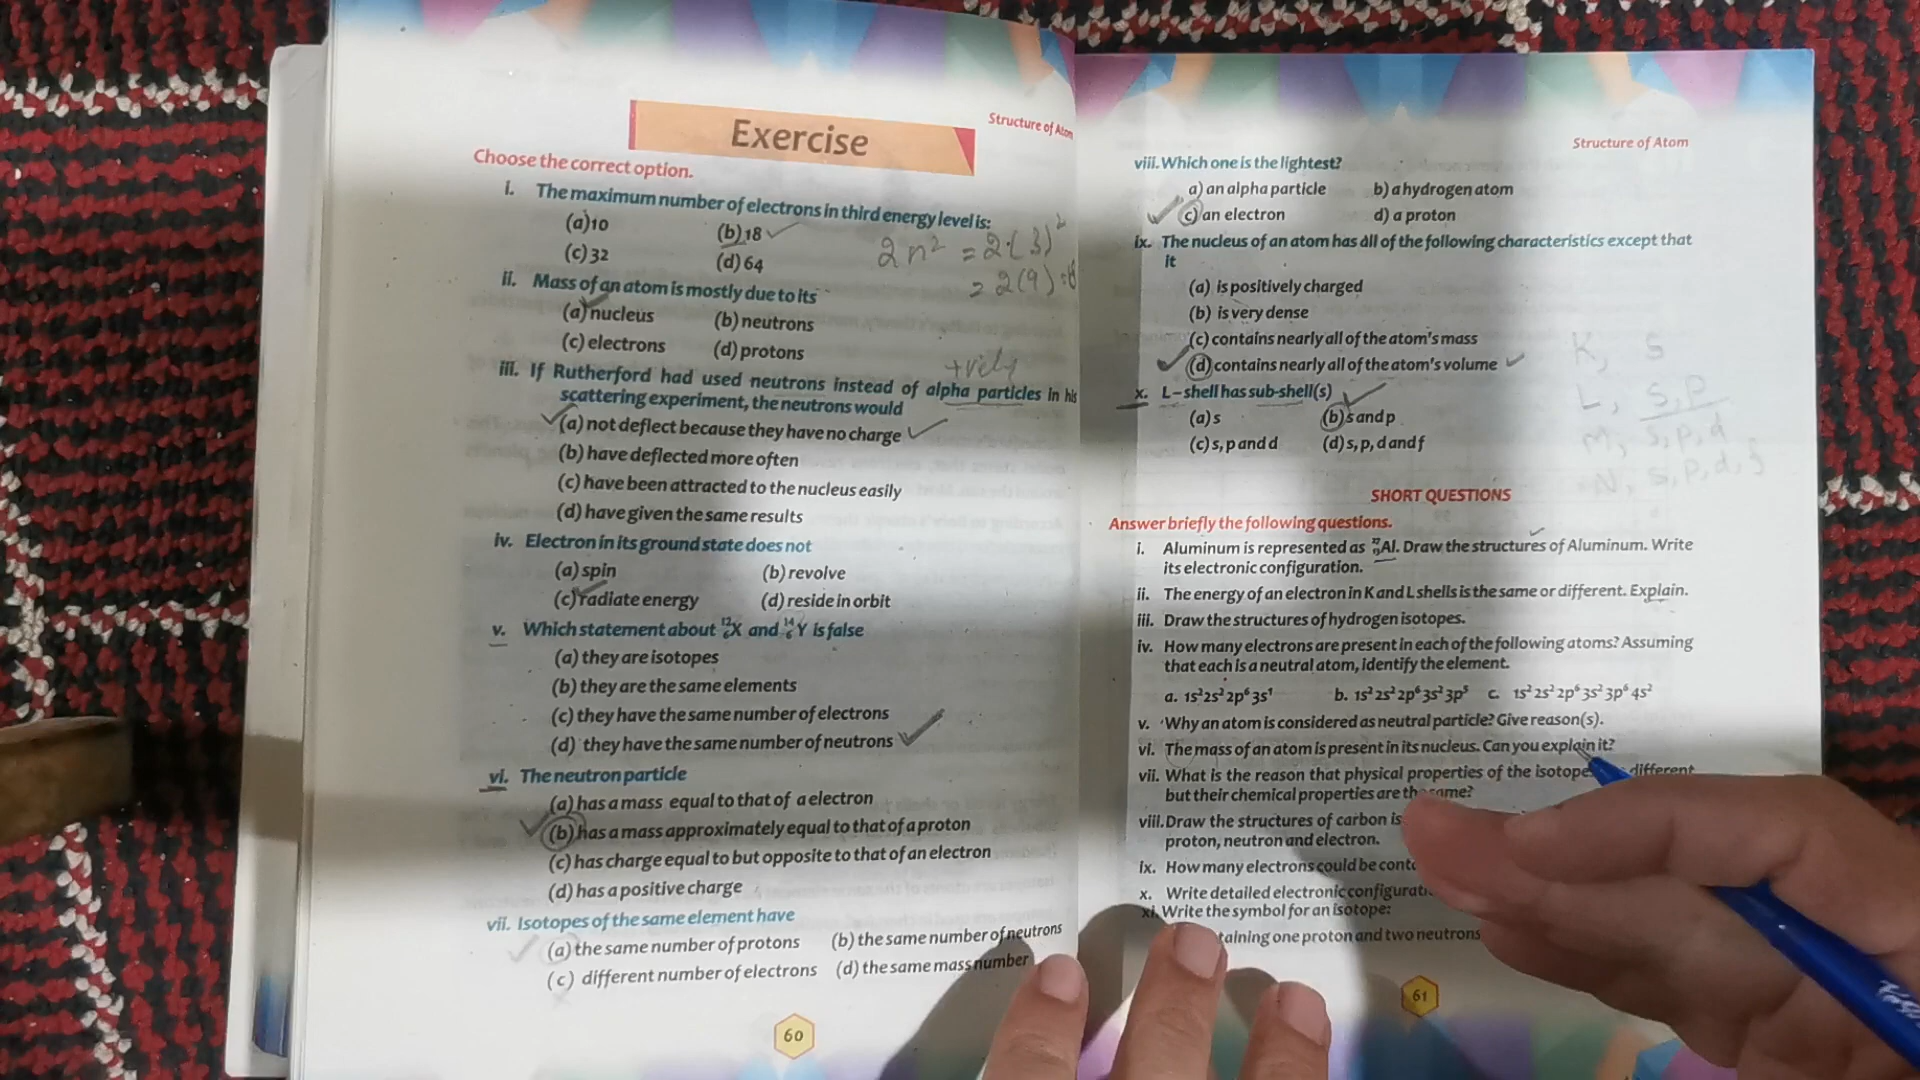 Structure of Atom
Exercise
Choose the correct option.
i. The maximum number of electrons in third energy level is:
(a) 10 (b) 18
(c) 32 (d) 64
2n² = 2(3)²
= 2(9) =
ii. Mass of an atom is mostly due to its
(a) nucleus (b) neutrons
(c) electrons (d) protons
+vely
iii. If Rutherford had used neutrons instead of alpha particles in his
scattering experiment, the neutrons would
(a) not deflect because they have no charge
(b) have deflected more often
(c) have been attracted to the nucleus easily
(d) have given the same results
iv. Electron in its ground state does not
(a) spin (b) revolve
(c) radiate energy (d) reside in orbit
v. Which statement about ¹²₆X and ¹⁴₆Y is false
(a) they are isotopes
(b) they are the same elements
(c) they have the same number of electrons
(d) they have the same number of neutrons
vi. The neutron particle
(a) has a mass equal to that of a electron
(b) has a mass approximately equal to that of a proton
(c) has charge equal to but opposite to that of an electron
(d) has a positive charge
vii. Isotopes of the same element have
(a) the same number of protons (b) the same number of neutrons
(c) different number of electrons (d) the same mass number
60
Structure of Atom
viii. Which one is the lightest?
a) an alpha particle b) a hydrogen atom
c) an electron d) a proton
ix. The nucleus of an atom has all of the following characteristics except that
it
(a) is positively charged
(b) is very dense
(c) contains nearly all of the atom's mass
(d) contains nearly all of the atom's volume
x. L-shell has sub-shell(s)
(a) s (b) s and p
(c) s, p and d (d) s, p, d and f
K, S
L, S, P
M, S, P, d
N, S, P, d, f
SHORT QUESTIONS
Answer briefly the following questions.
i. Aluminum is represented as ²⁷₁₃Al. Draw the structures of Aluminum. Write
its electronic configuration.
ii. The energy of an electron in K and L shells is the same or different. Explain.
iii. Draw the structures of hydrogen isotopes.
iv. How many electrons are present in each of the following atoms? Assuming
that each is a neutral atom, identify the element.
a. 1s² 2s² 2p⁶ 3s¹ b. 1s² 2s² 2p⁶ 3s² 3p⁵ c. 1s² 2s² 2p⁶ 3s² 3p⁶ 4s²
v. Why an atom is considered as neutral particle? Give reason(s).
vi. The mass of an atom is present in its nucleus. Can you explain it?
vii. What is the reason that physical properties of the isotope different
but their chemical properties are the same?
viii. Draw the structures of carbon is
proton, neutron and electron.
ix. How many electrons could be
x. Write detailed electronic
xi. Write the symbol for an isotope:
one proton and two neutrons
61